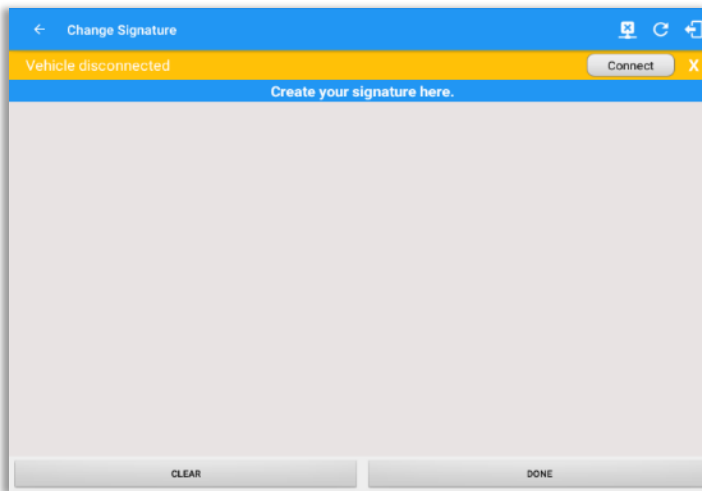 Change Signature
Vehicle disconnected Connect X
Create your signature here.
CLEAR DONE